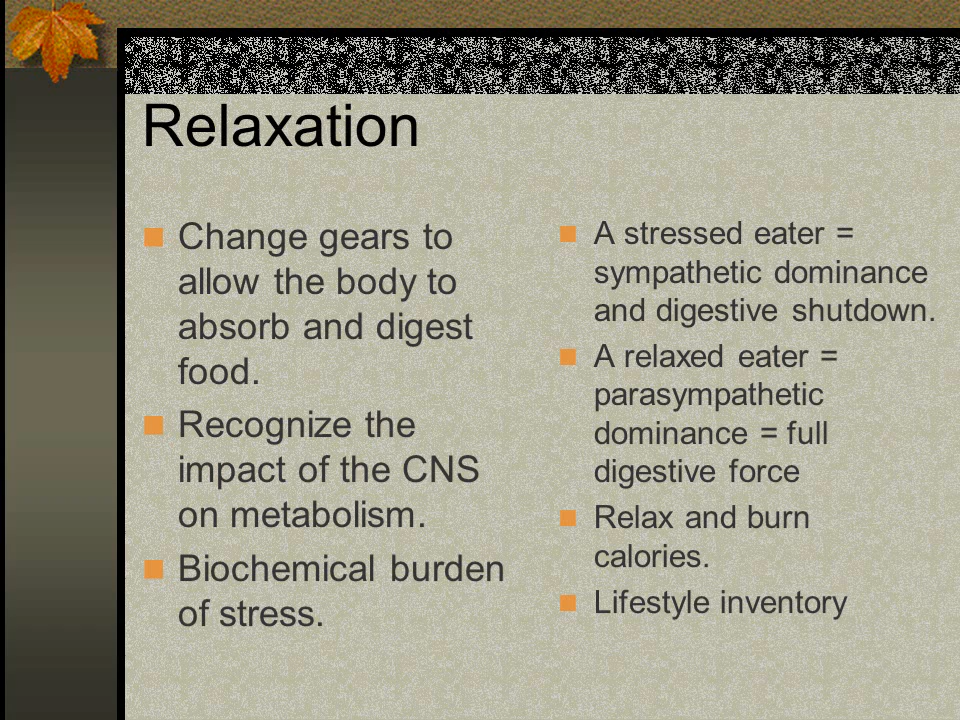 Relaxation
Change gears to
allow the body to
absorb and digest
food.
Recognize the
impact of the CNS
on metabolism.
Biochemical burden
of stress.
A stressed eater =
sympathetic dominance
and digestive shutdown.
A relaxed eater =
parasympathetic
dominance = full
digestive force
Relax and burn
calories.
Lifestyle inventory